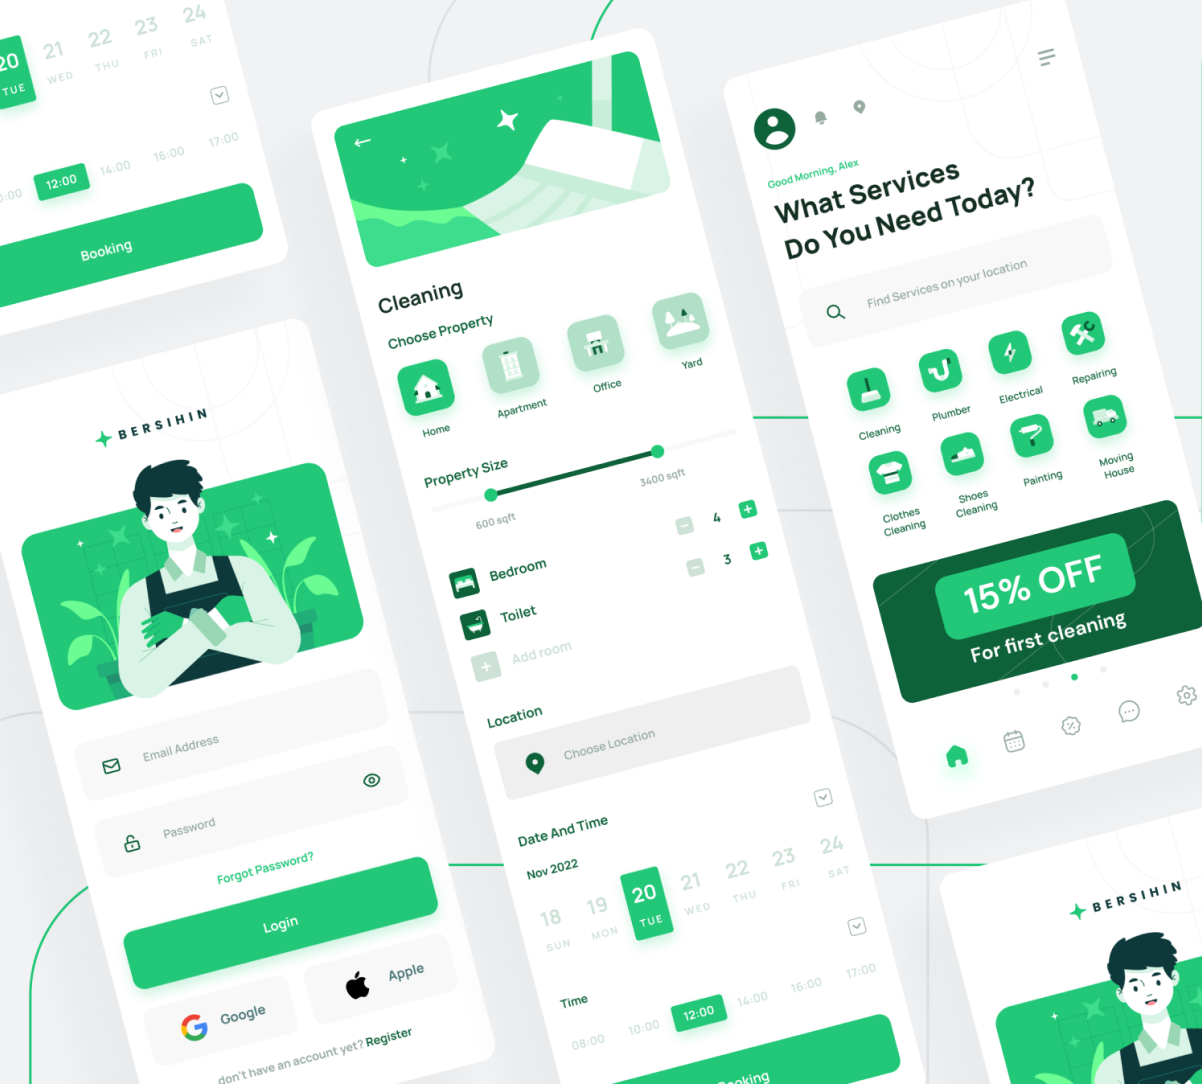 20
21
22
23
24
TUE
WED
THU
FRI
SAT
12:00
14:00
16:00
17:00
Booking
BERSIHIN
Email Address
Password
Forgot Password?
Login
Google
Apple
don't have an account yet? Register
Cleaning
Choose Property
Home
Apartment
Office
Yard
Property Size
600 sqft
3400 sqft
Bedroom
4
Toilet
3
Add room
Location
Choose Location
Date And Time
Nov 2022
18
19
20
21
22
23
24
SUN
MON
TUE
WED
THU
FRI
SAT
Time
08:00
10:00
12:00
14:00
16:00
17:00
Booking
Good Morning, Alex
What Services
Do You Need Today?
Find Services on your location
Cleaning
Plumber
Electrical
Repairing
Clothes
Cleaning
Shoes
Cleaning
Painting
Moving
House
15% OFF
For first cleaning
BERSIHIN